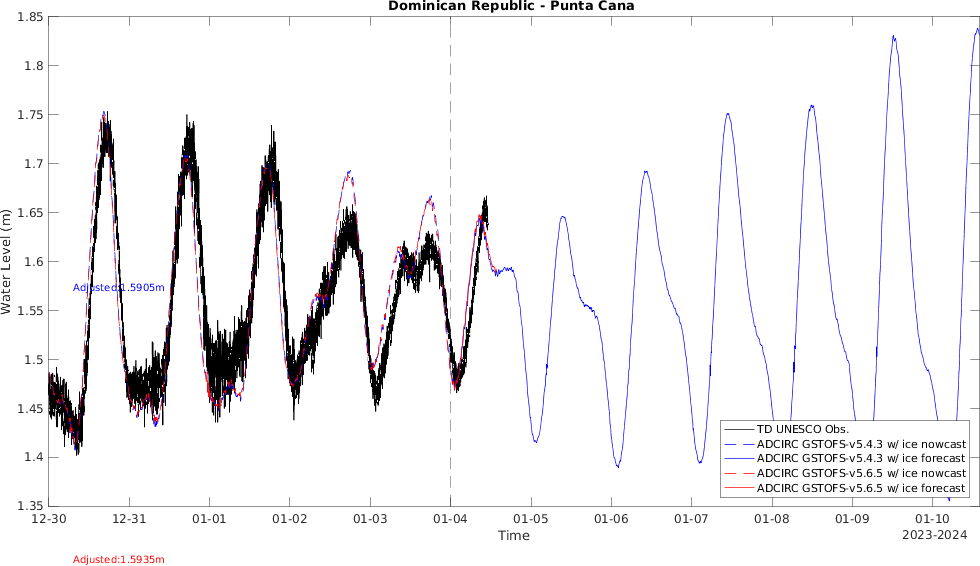 Dominican Republic - Punta Cana
1.85
1.8
1.75
1.7
1.65
1.6
1.55
1.5
1.45
1.4
1.35
Water Level (m)
Adjusted:1.5905m
TD UNESCO Obs.
ADCIRC GSTOFS-v5.4.3 w/ ice nowcast
ADCIRC GSTOFS-v5.4.3 w/ ice forecast
ADCIRC GSTOFS-v5.6.5 w/ ice nowcast
ADCIRC GSTOFS-v5.6.5 w/ ice forecast
12-30 12-31 01-01 01-02 01-03 01-04 01-05 01-06 01-07 01-08 01-09 01-10
2023-2024
Time
Adjusted:1.5935m